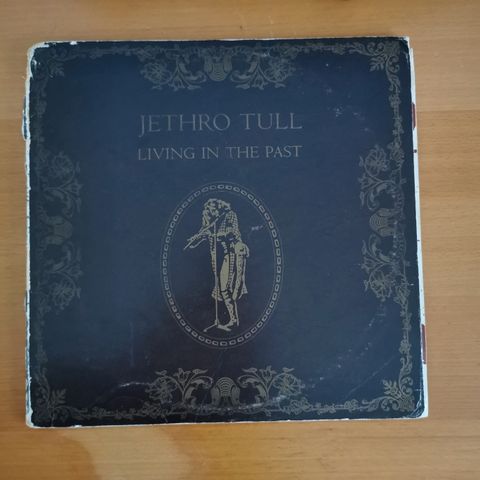 JETHRO TULL
LIVING IN THE PAST